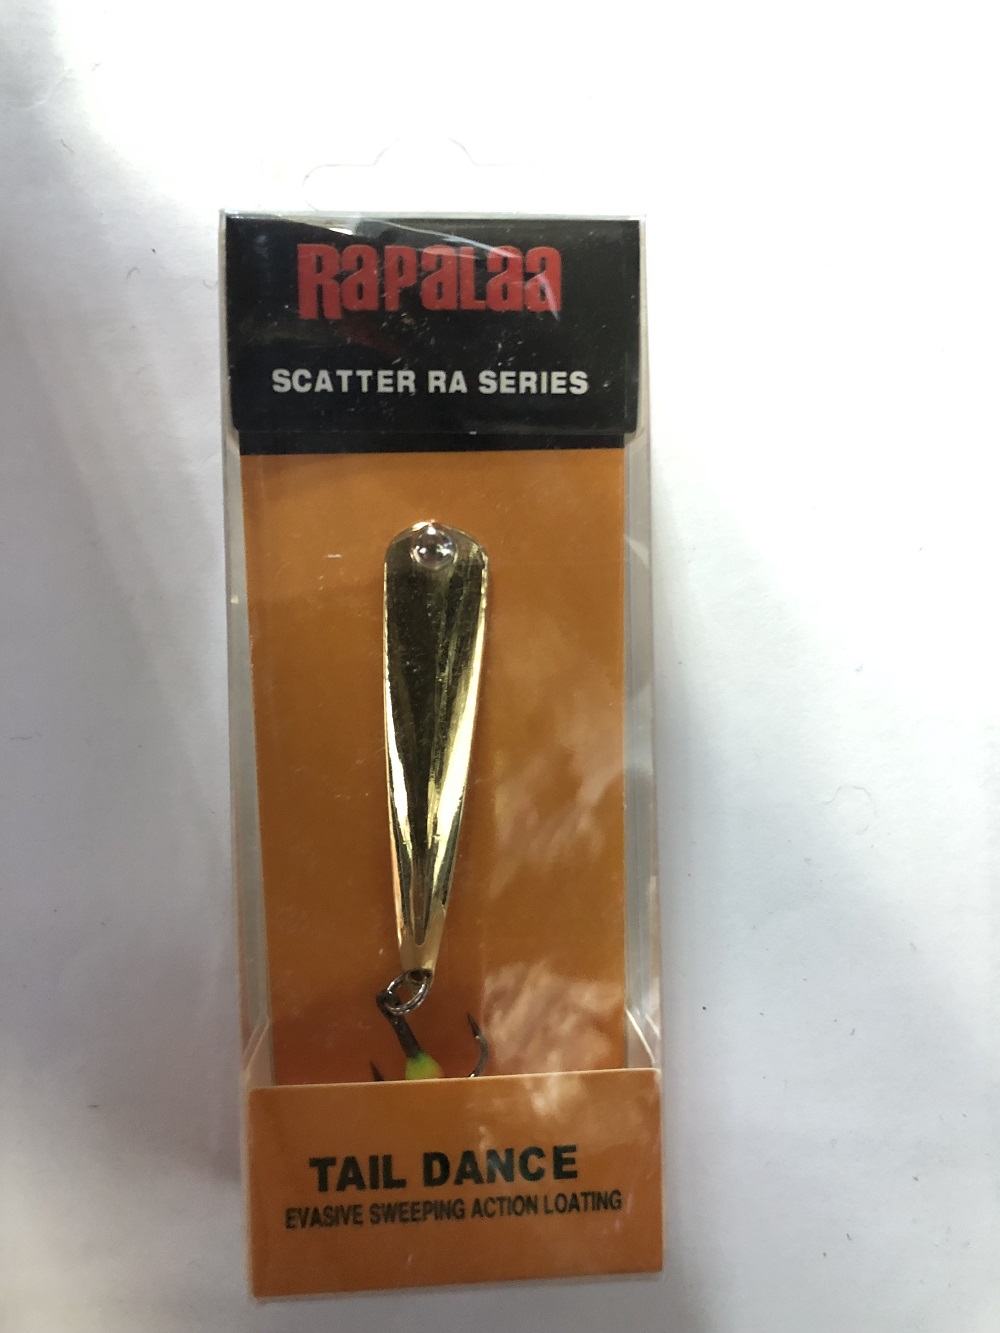 RAPALAA
SCATTER RA SERIES
TAIL DANCE
EVASIVE SWEEPING ACTION LOATING